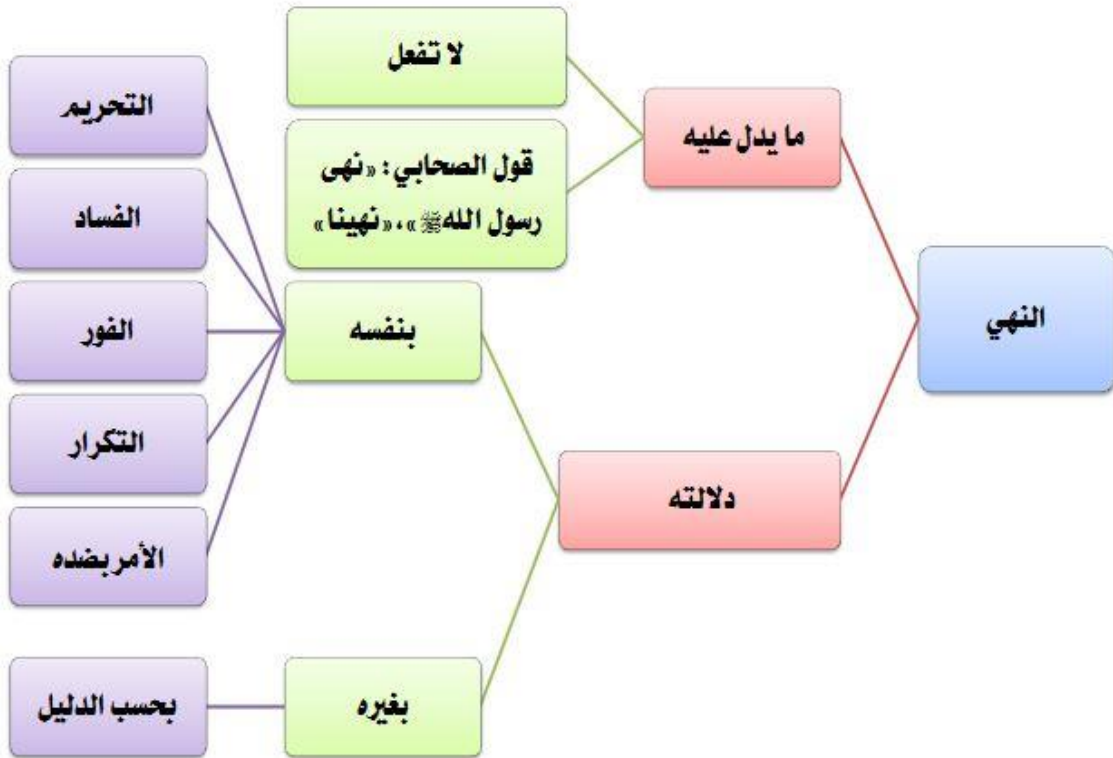 النهي
ما يدل عليه
لا تفعل
قول الصحابي: «نهى
رسول الله ﷺ»، «نهينا»
دلالته
بنفسه
التحريم
الفساد
الفور
التكرار
الأمر بضده
بغيره
بحسب الدليل